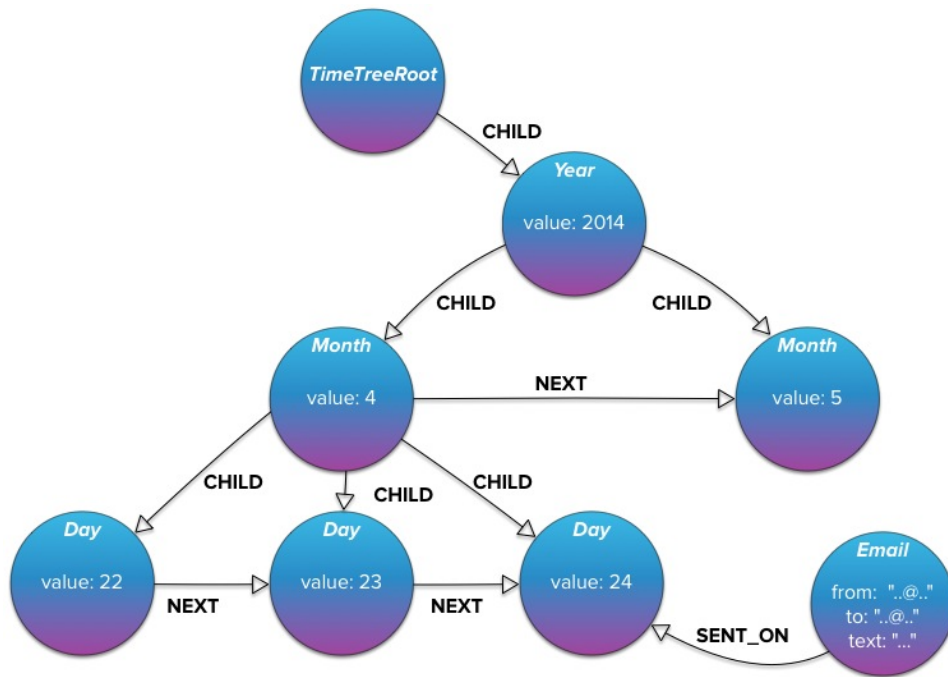 TimeTreeRoot
CHILD
Year
value: 2014
CHILD
CHILD
Month
value: 4
NEXT
Month
value: 5
CHILD
CHILD
CHILD
Day
value: 22
NEXT
Day
value: 23
NEXT
Day
value: 24
SENT_ON
Email
from: "..@.."
to: "..@.."
text: "..."